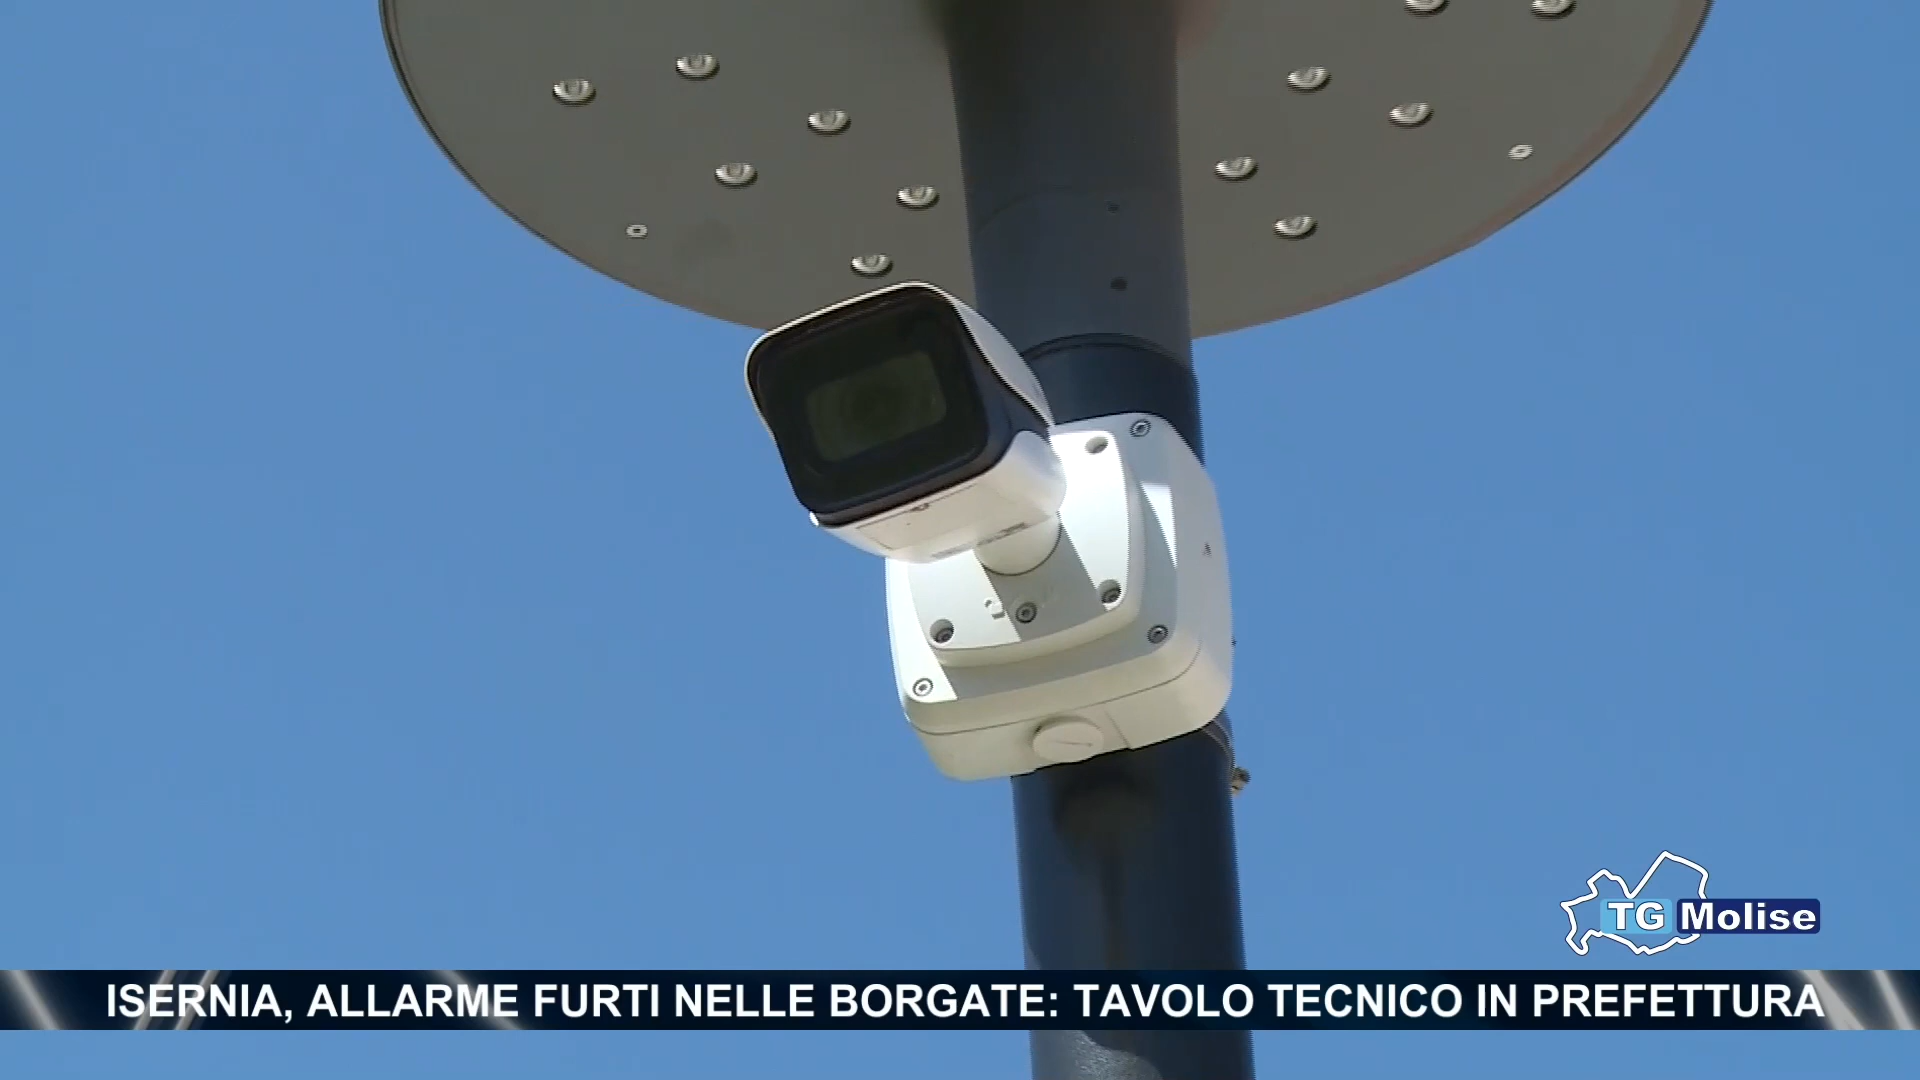 TG Molise
ISERNIA, ALLARME FURTI NELLE BORGATE: TAVOLO TECNICO IN PREFETTURA